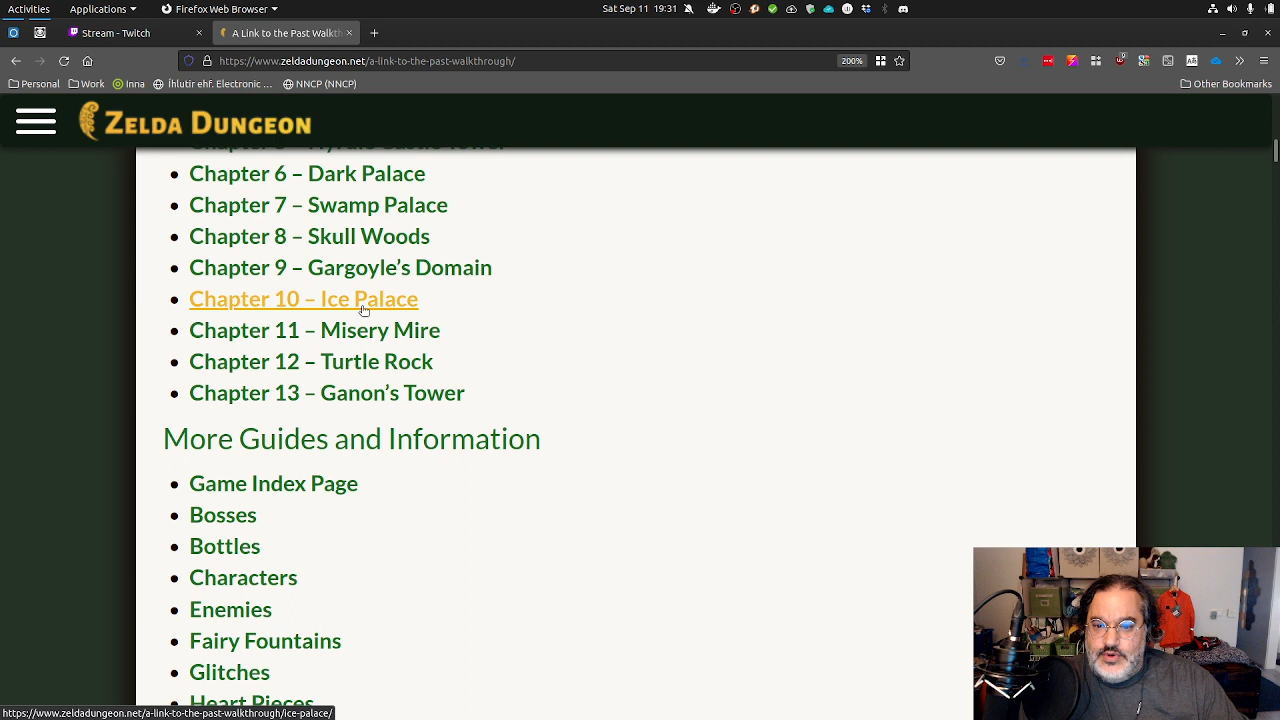 Activities Applications Firefox Web Browser Sat Sep 11 19:31
Stream - Twitch
A Link to the Past Walkth
https://www.zeldadungeon.net/a-link-to-the-past-walkthrough/ 200%
Personal Work Inna Íhlutir ehf. Electronic ... NNCP (NNCP) Other Bookmarks
Zelda Dungeon
Chapter 6 – Dark Palace
Chapter 7 – Swamp Palace
Chapter 8 – Skull Woods
Chapter 9 – Gargoyle’s Domain
Chapter 10 – Ice Palace
Chapter 11 – Misery Mire
Chapter 12 – Turtle Rock
Chapter 13 – Ganon’s Tower
More Guides and Information
Game Index Page
Bosses
Bottles
Characters
Enemies
Fairy Fountains
Glitches
Heart Pieces
https://www.zeldadungeon.net/a-link-to-the-past-walkthrough/ice-palace/